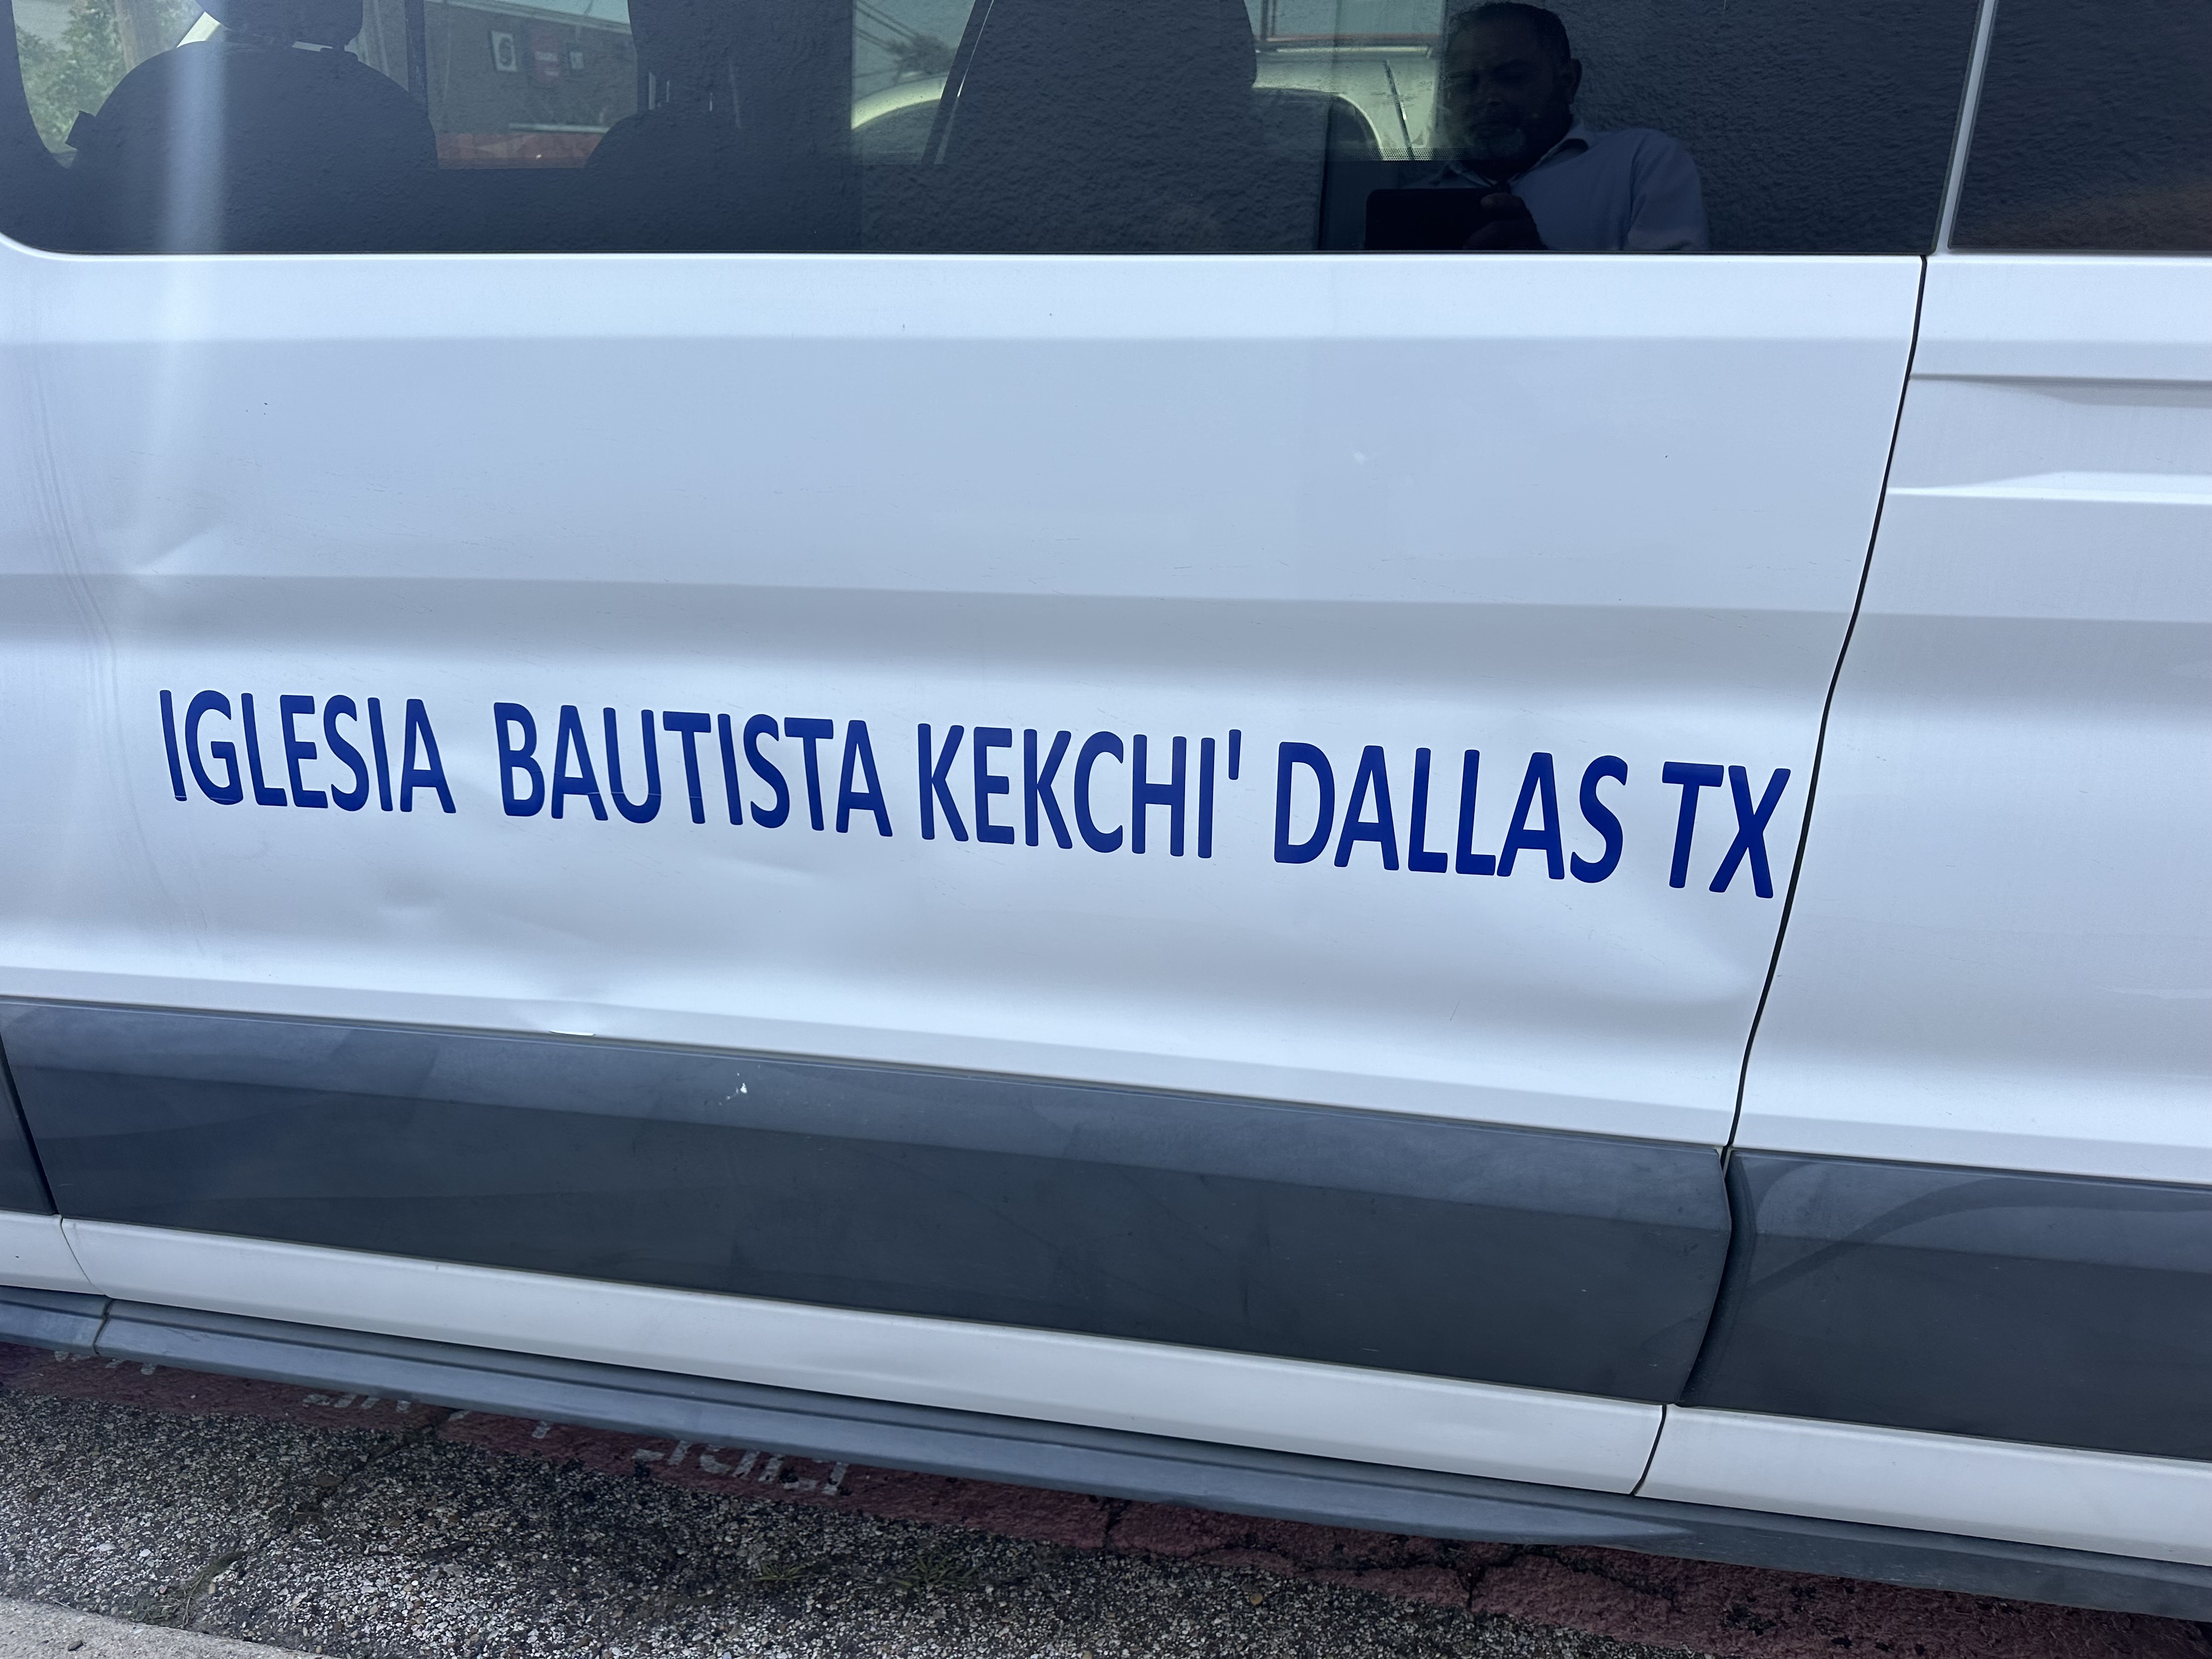 IGLESIA BAUTISTA KEKCHI' DALLAS TX